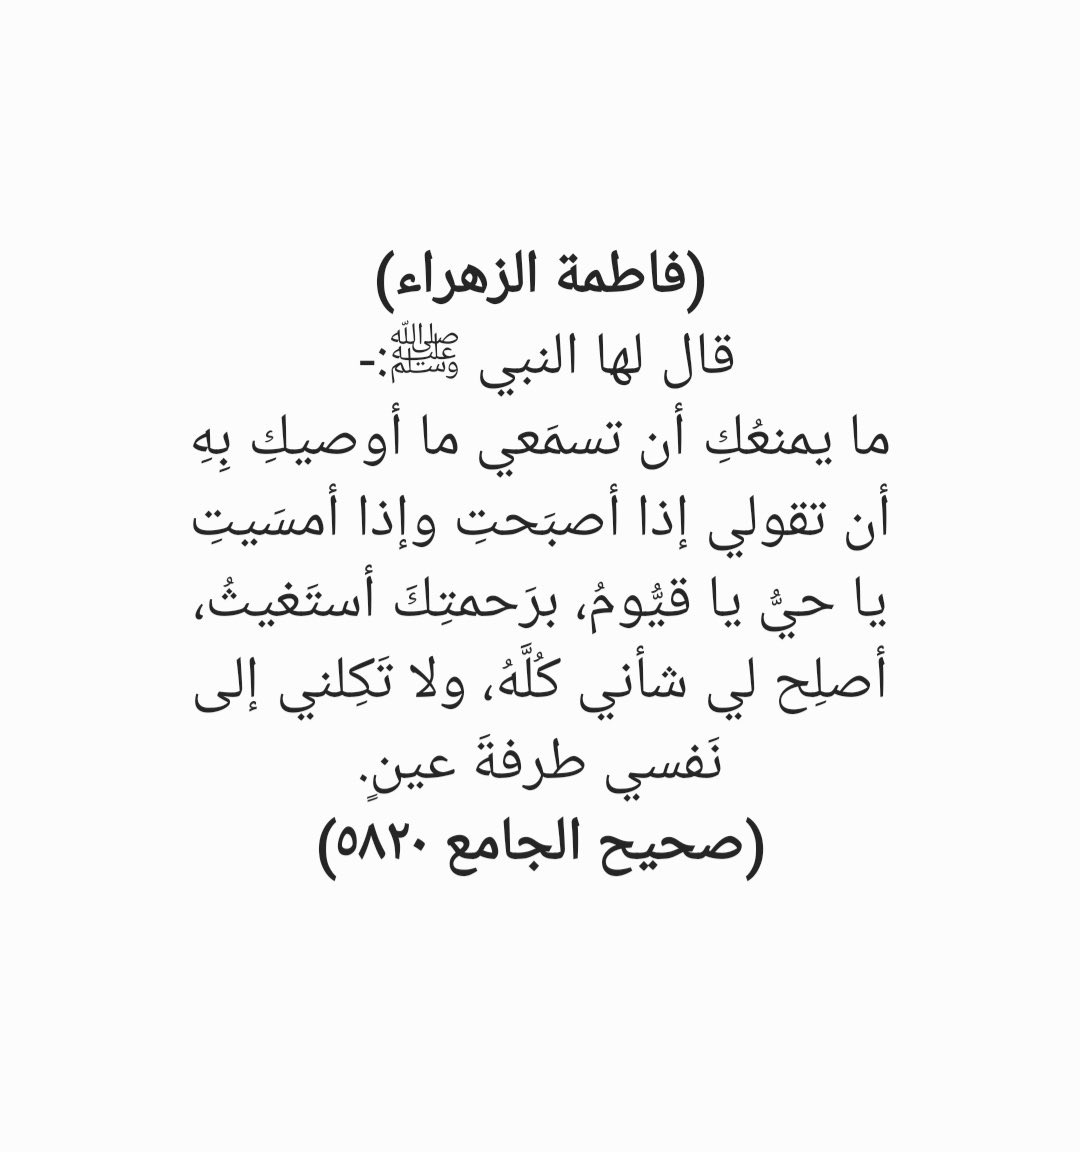 (فاطمة الزهراء)
قال لها النبي ﷺ:-
ما يمنعُكِ أن تسمَعي ما أوصيكِ بِهِ
أن تقولي إذا أصبَحتِ وإذا أمسَيتِ
يا حيُّ يا قيُّومُ، برَحمتِكَ أستَغيثُ،
أصلِح لي شأني كُلَّهُ، ولا تَكِلني إلى
نَفسي طرفةَ عينٍ.
(صحيح الجامع ٥٨٢٠)